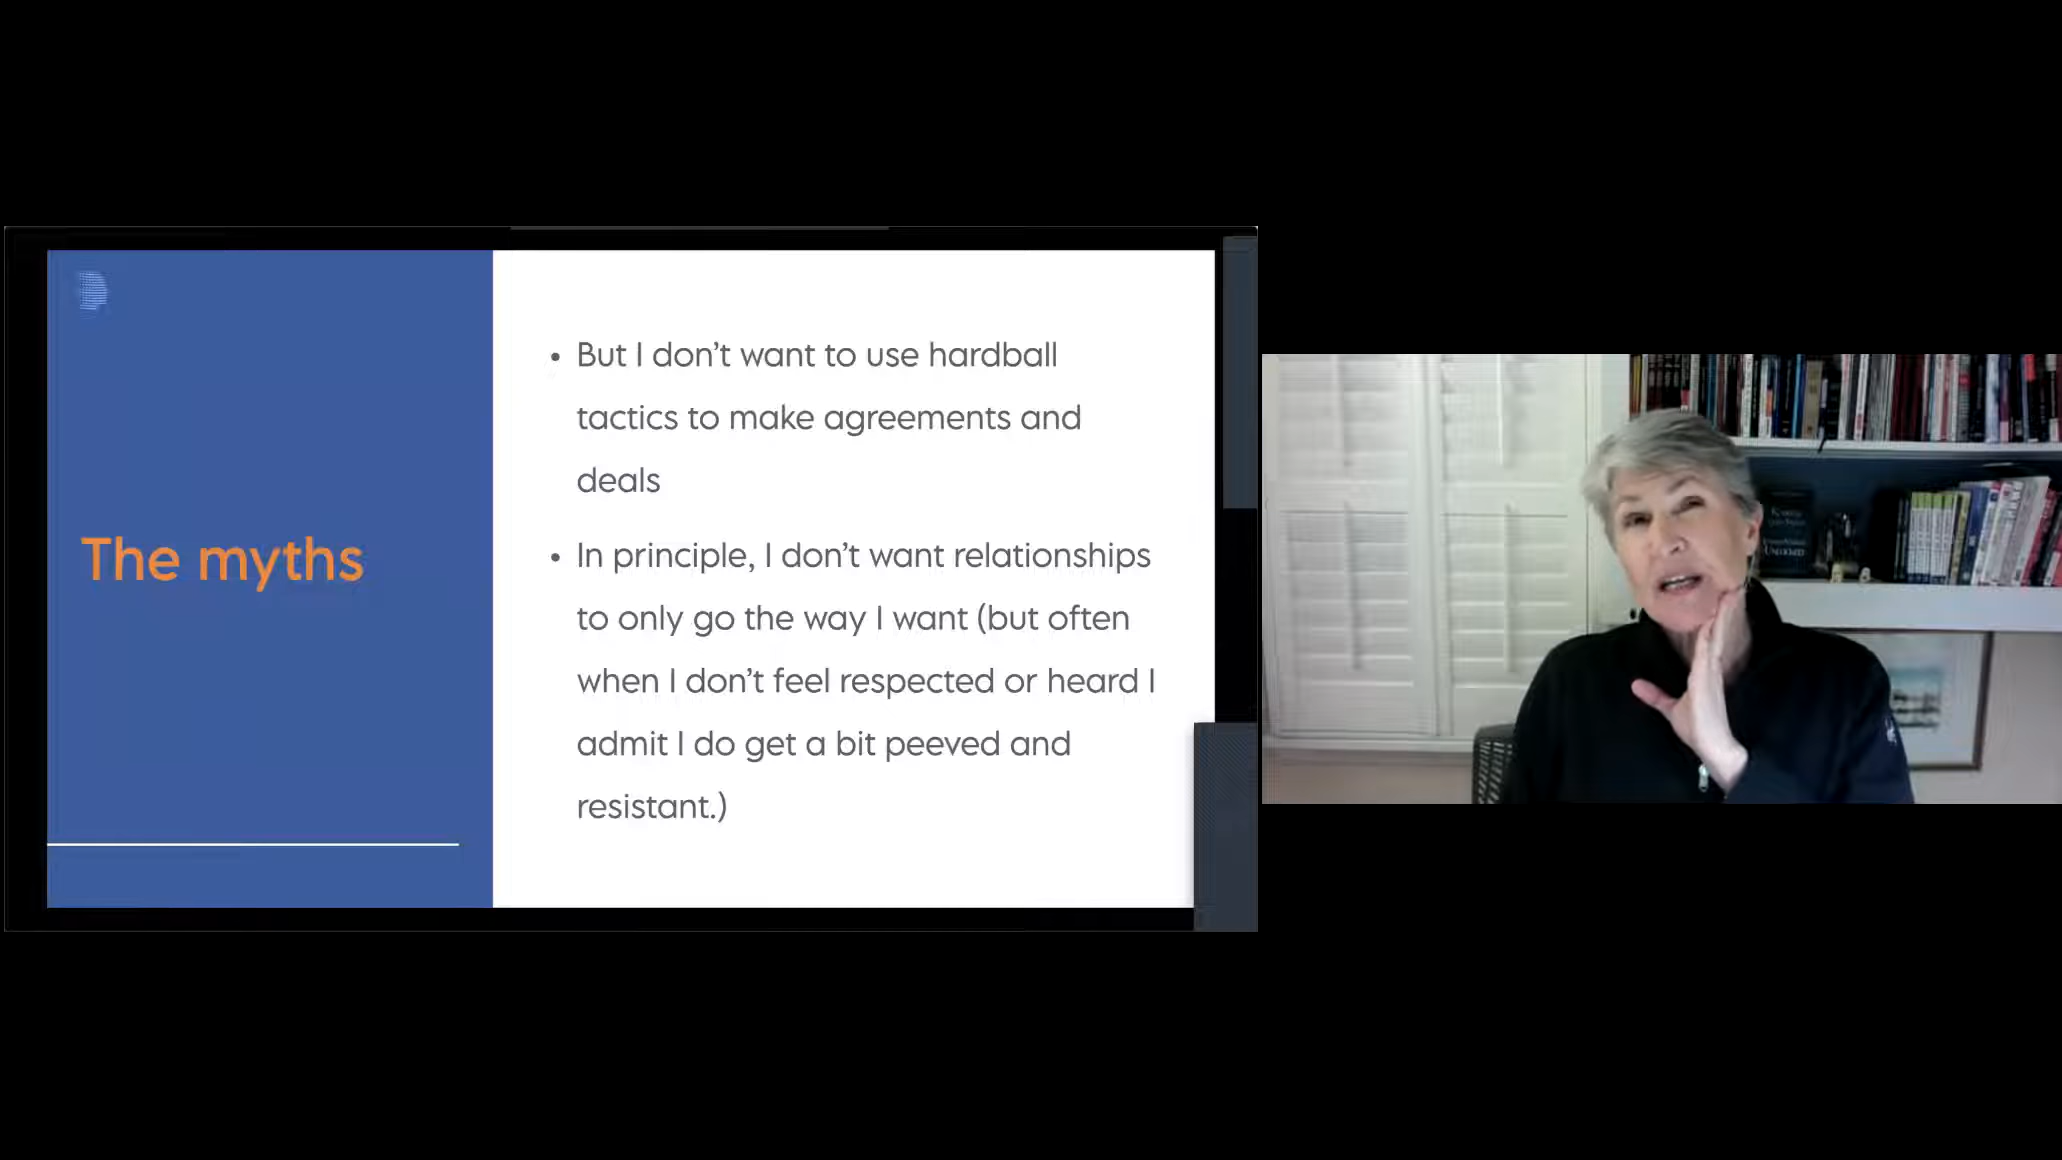 The myths
• But I don't want to use hardball
tactics to make agreements and
deals
• In principle, I don't want relationships
to only go the way I want (but often
when I don't feel respected or heard I
admit I do get a bit peeved and
resistant.)